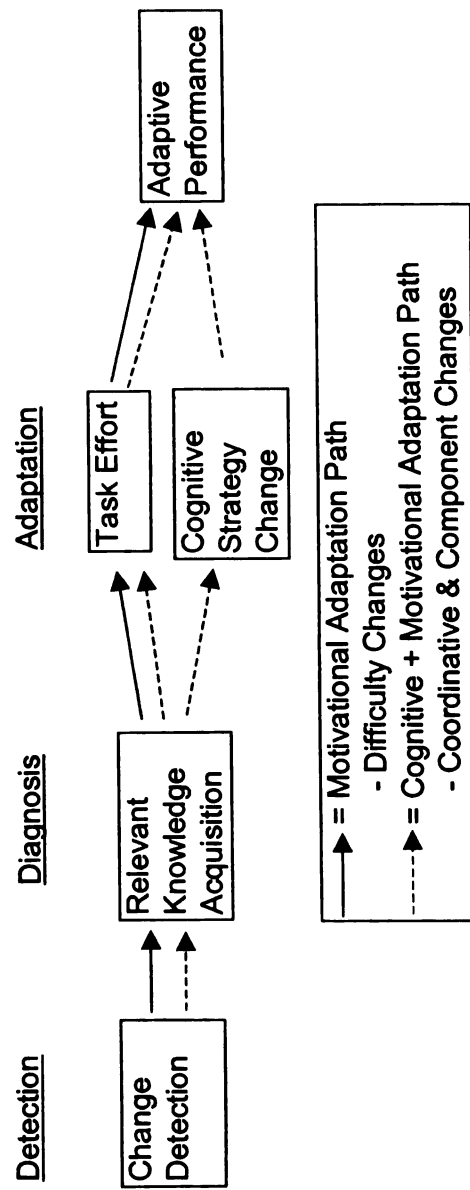 Detection
Diagnosis
Adaptation
Change
Detection
Relevant
Knowledge
Acquisition
Task Effort
Cognitive
Strategy
Change
Adaptive
Performance
= Motivational Adaptation Path
- Difficulty Changes
= Cognitive + Motivational Adaptation Path
- Coordinative & Component Changes